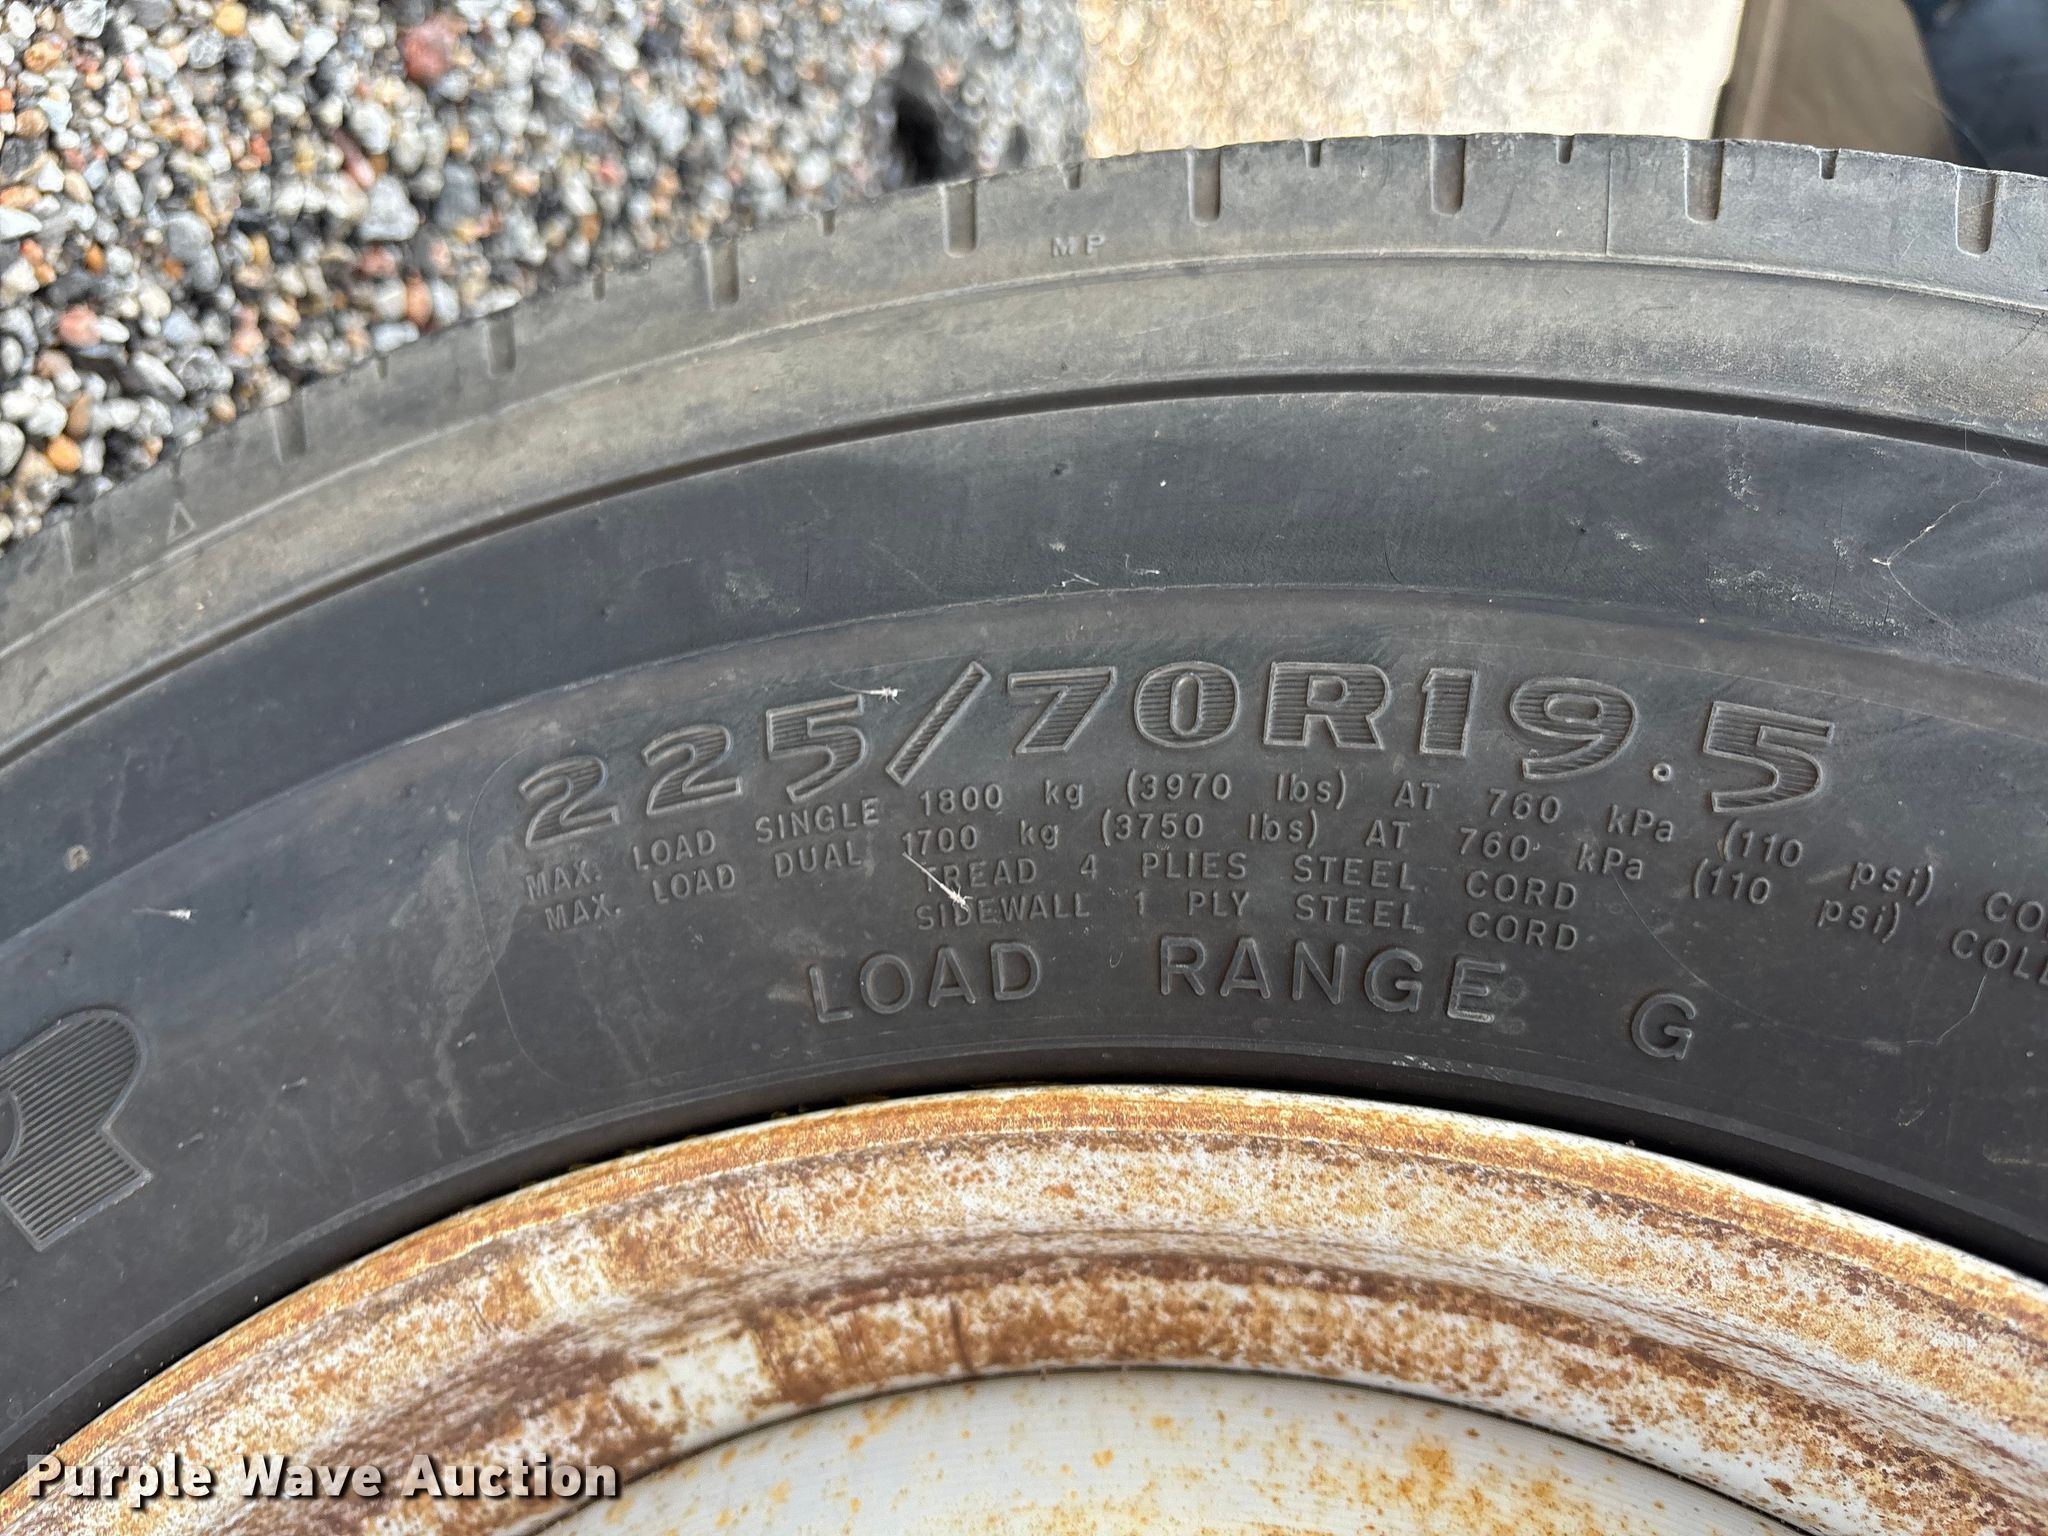 MP
225/70R19.5
MAX. LOAD SINGLE 1800 kg (3970 lbs) AT 760 kPa (110 psi) CO
MAX. LOAD DUAL 1700 kg (3750 lbs) AT 760 kPa (110 psi) COLD
TREAD 4 PLIES STEEL CORD
SIDEWALL 1 PLY STEEL CORD
LOAD RANGE G
Purple Wave Auction